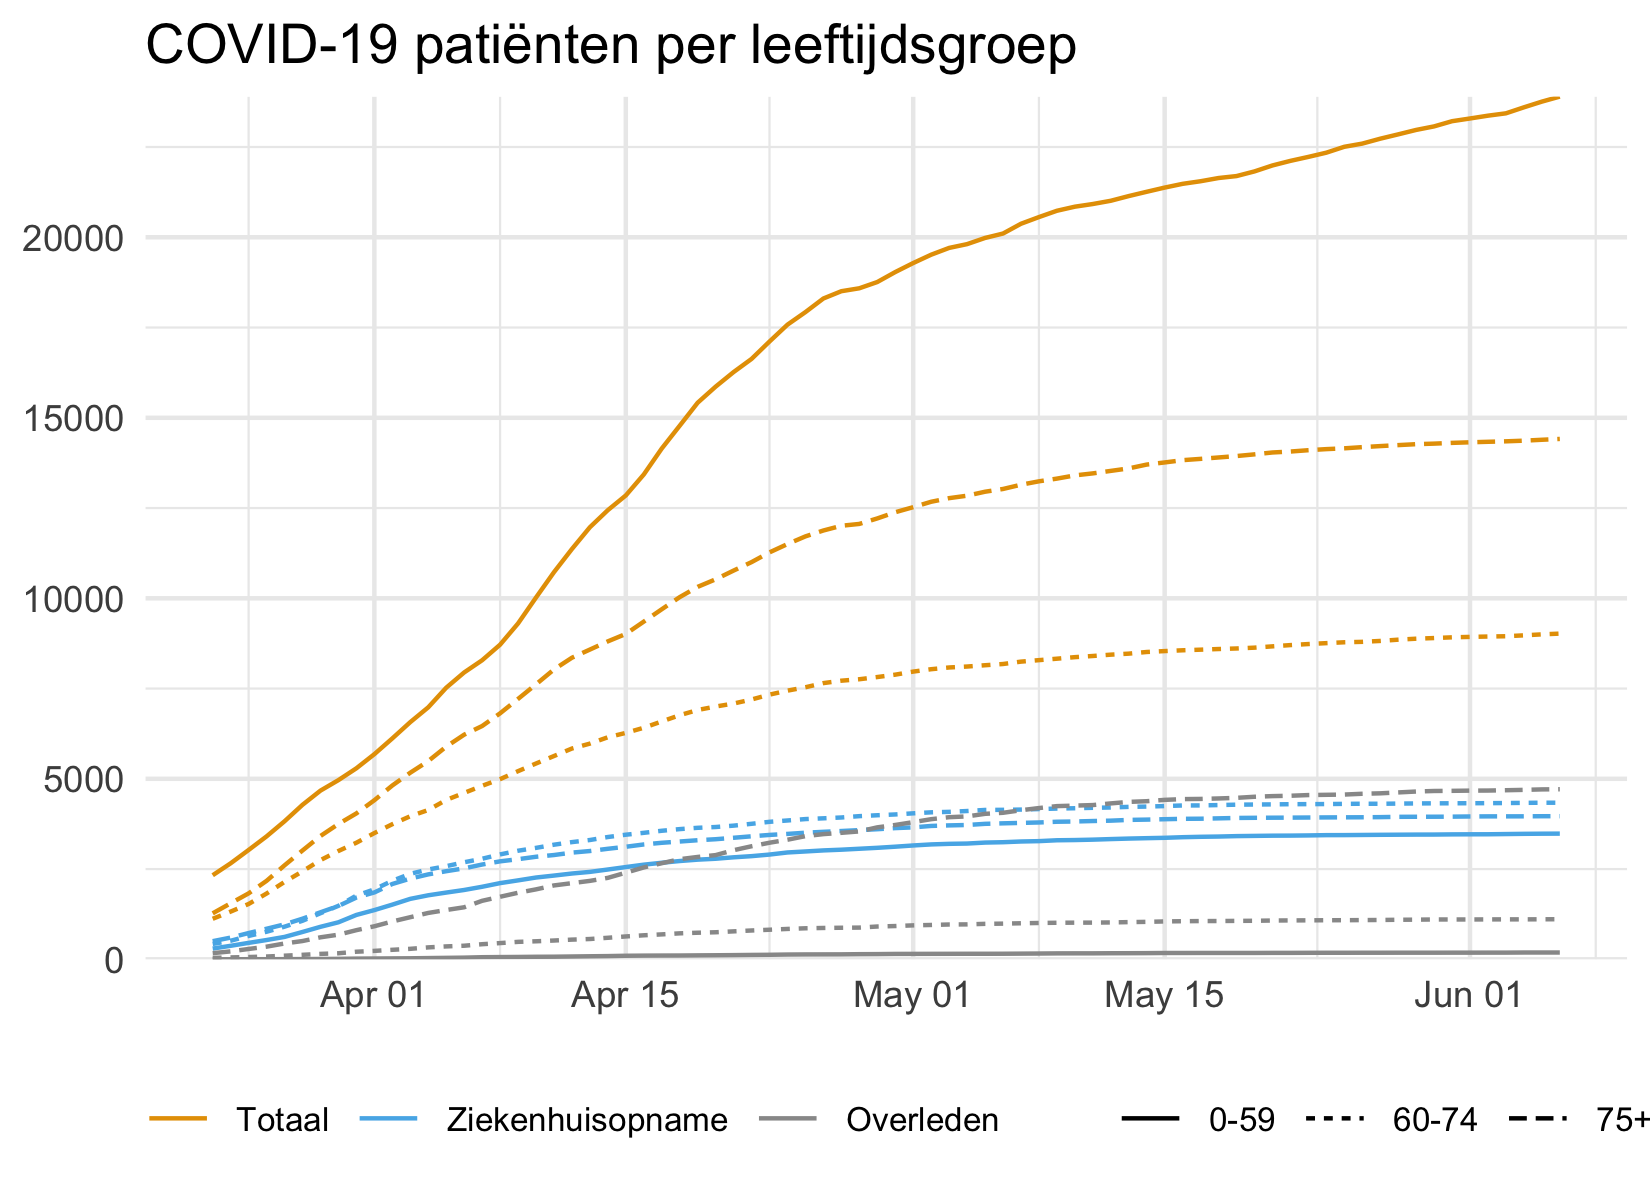 COVID-19 patiënten per leeftijdsgroep
20000
15000
10000
5000
0
Apr 01 Apr 15 May 01 May 15 Jun 01
Totaal Ziekenhuisopname Overleden 0-59 60-74 75+